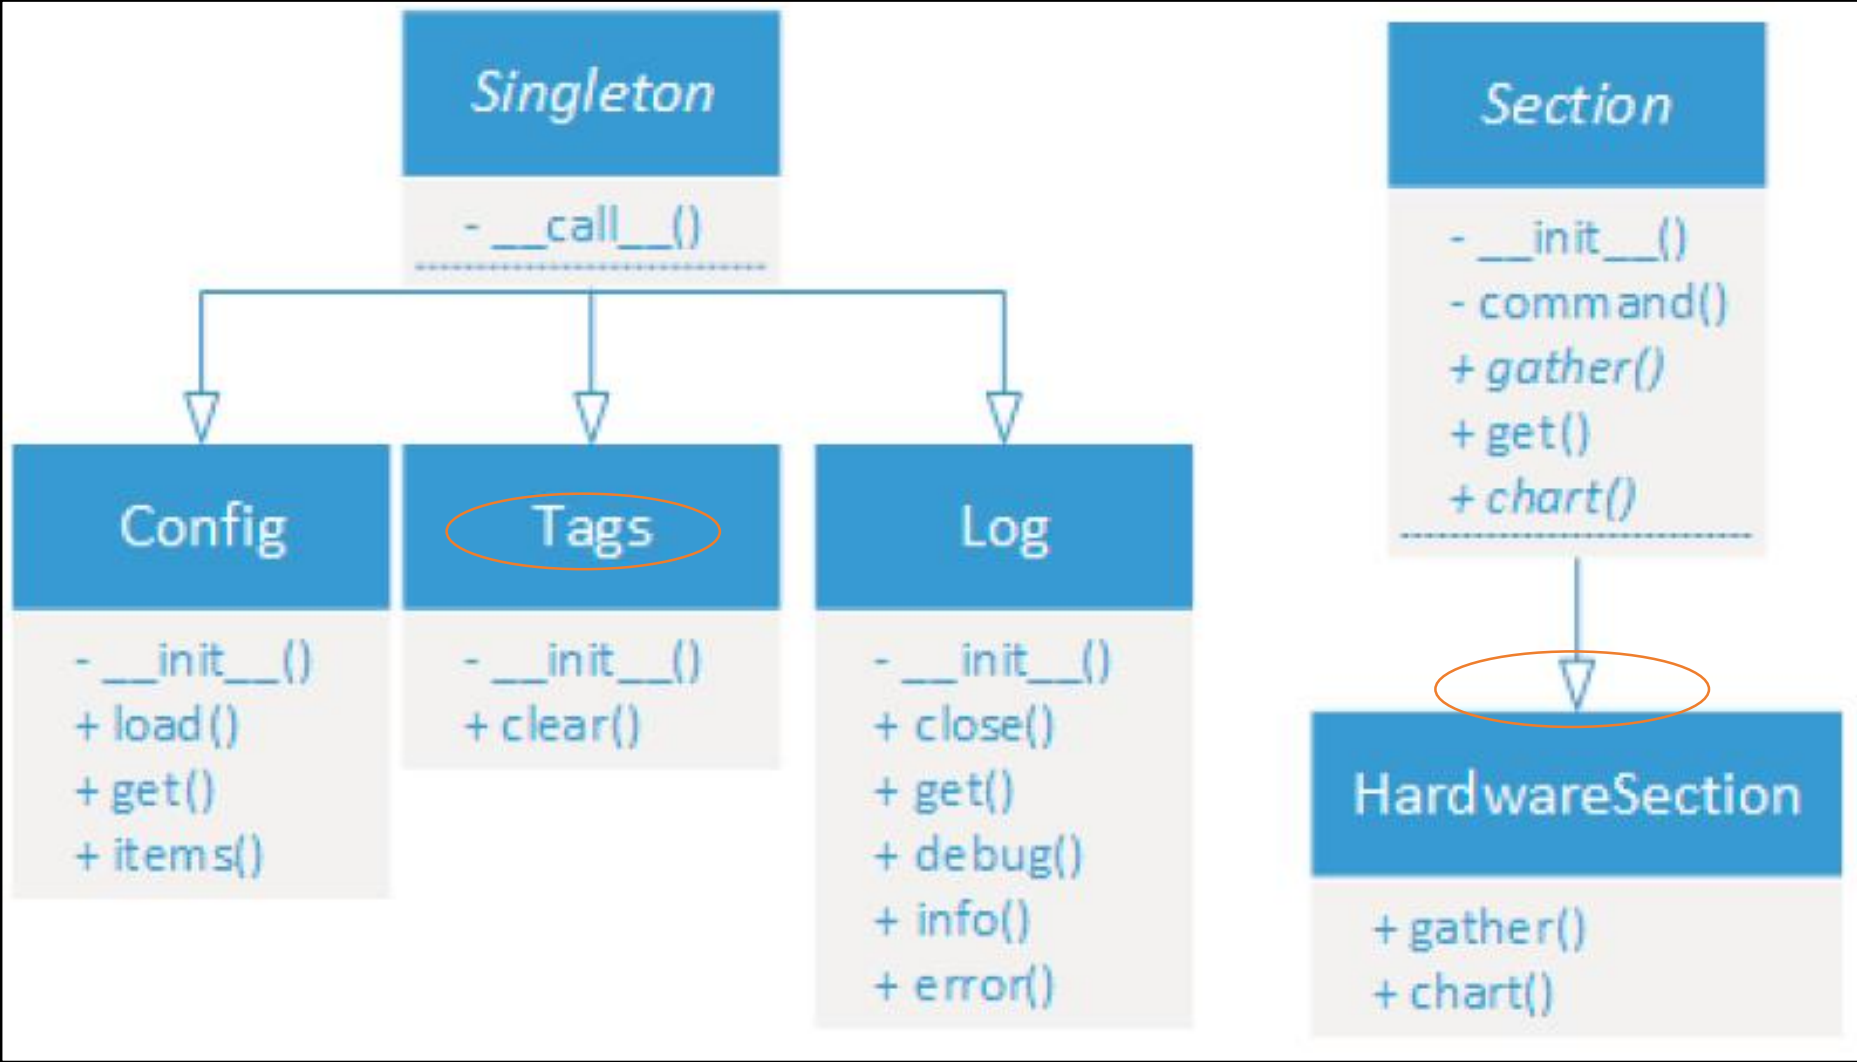 Singleton
- __call__()
Config
- __init__()
+ load()
+ get()
+ items()
Tags
- __init__()
+ clear()
Log
- __init__()
+ close()
+ get()
+ debug()
+ info()
+ error()
Section
- __init__()
- command()
+ gather()
+ get()
+ chart()
HardwareSection
+ gather()
+ chart()